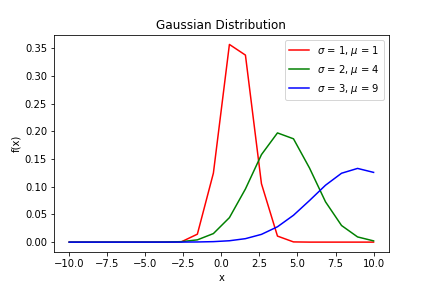 Gaussian Distribution
σ = 1, μ = 1
σ = 2, μ = 4
σ = 3, μ = 9
f(x)
0.35
0.30
0.25
0.20
0.15
0.10
0.05
0.00
−10.0 −7.5 −5.0 −2.5 0.0 2.5 5.0 7.5 10.0
x